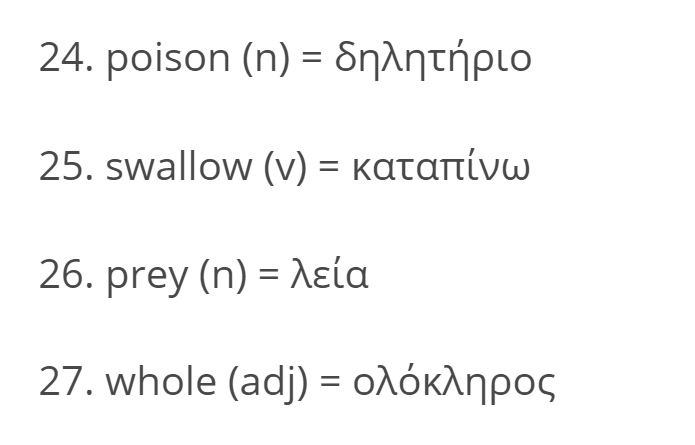 24. poison (n) = δηλητήριο
25. swallow (v) = καταπίνω
26. prey (n) = λεία
27. whole (adj) = ολόκληρος